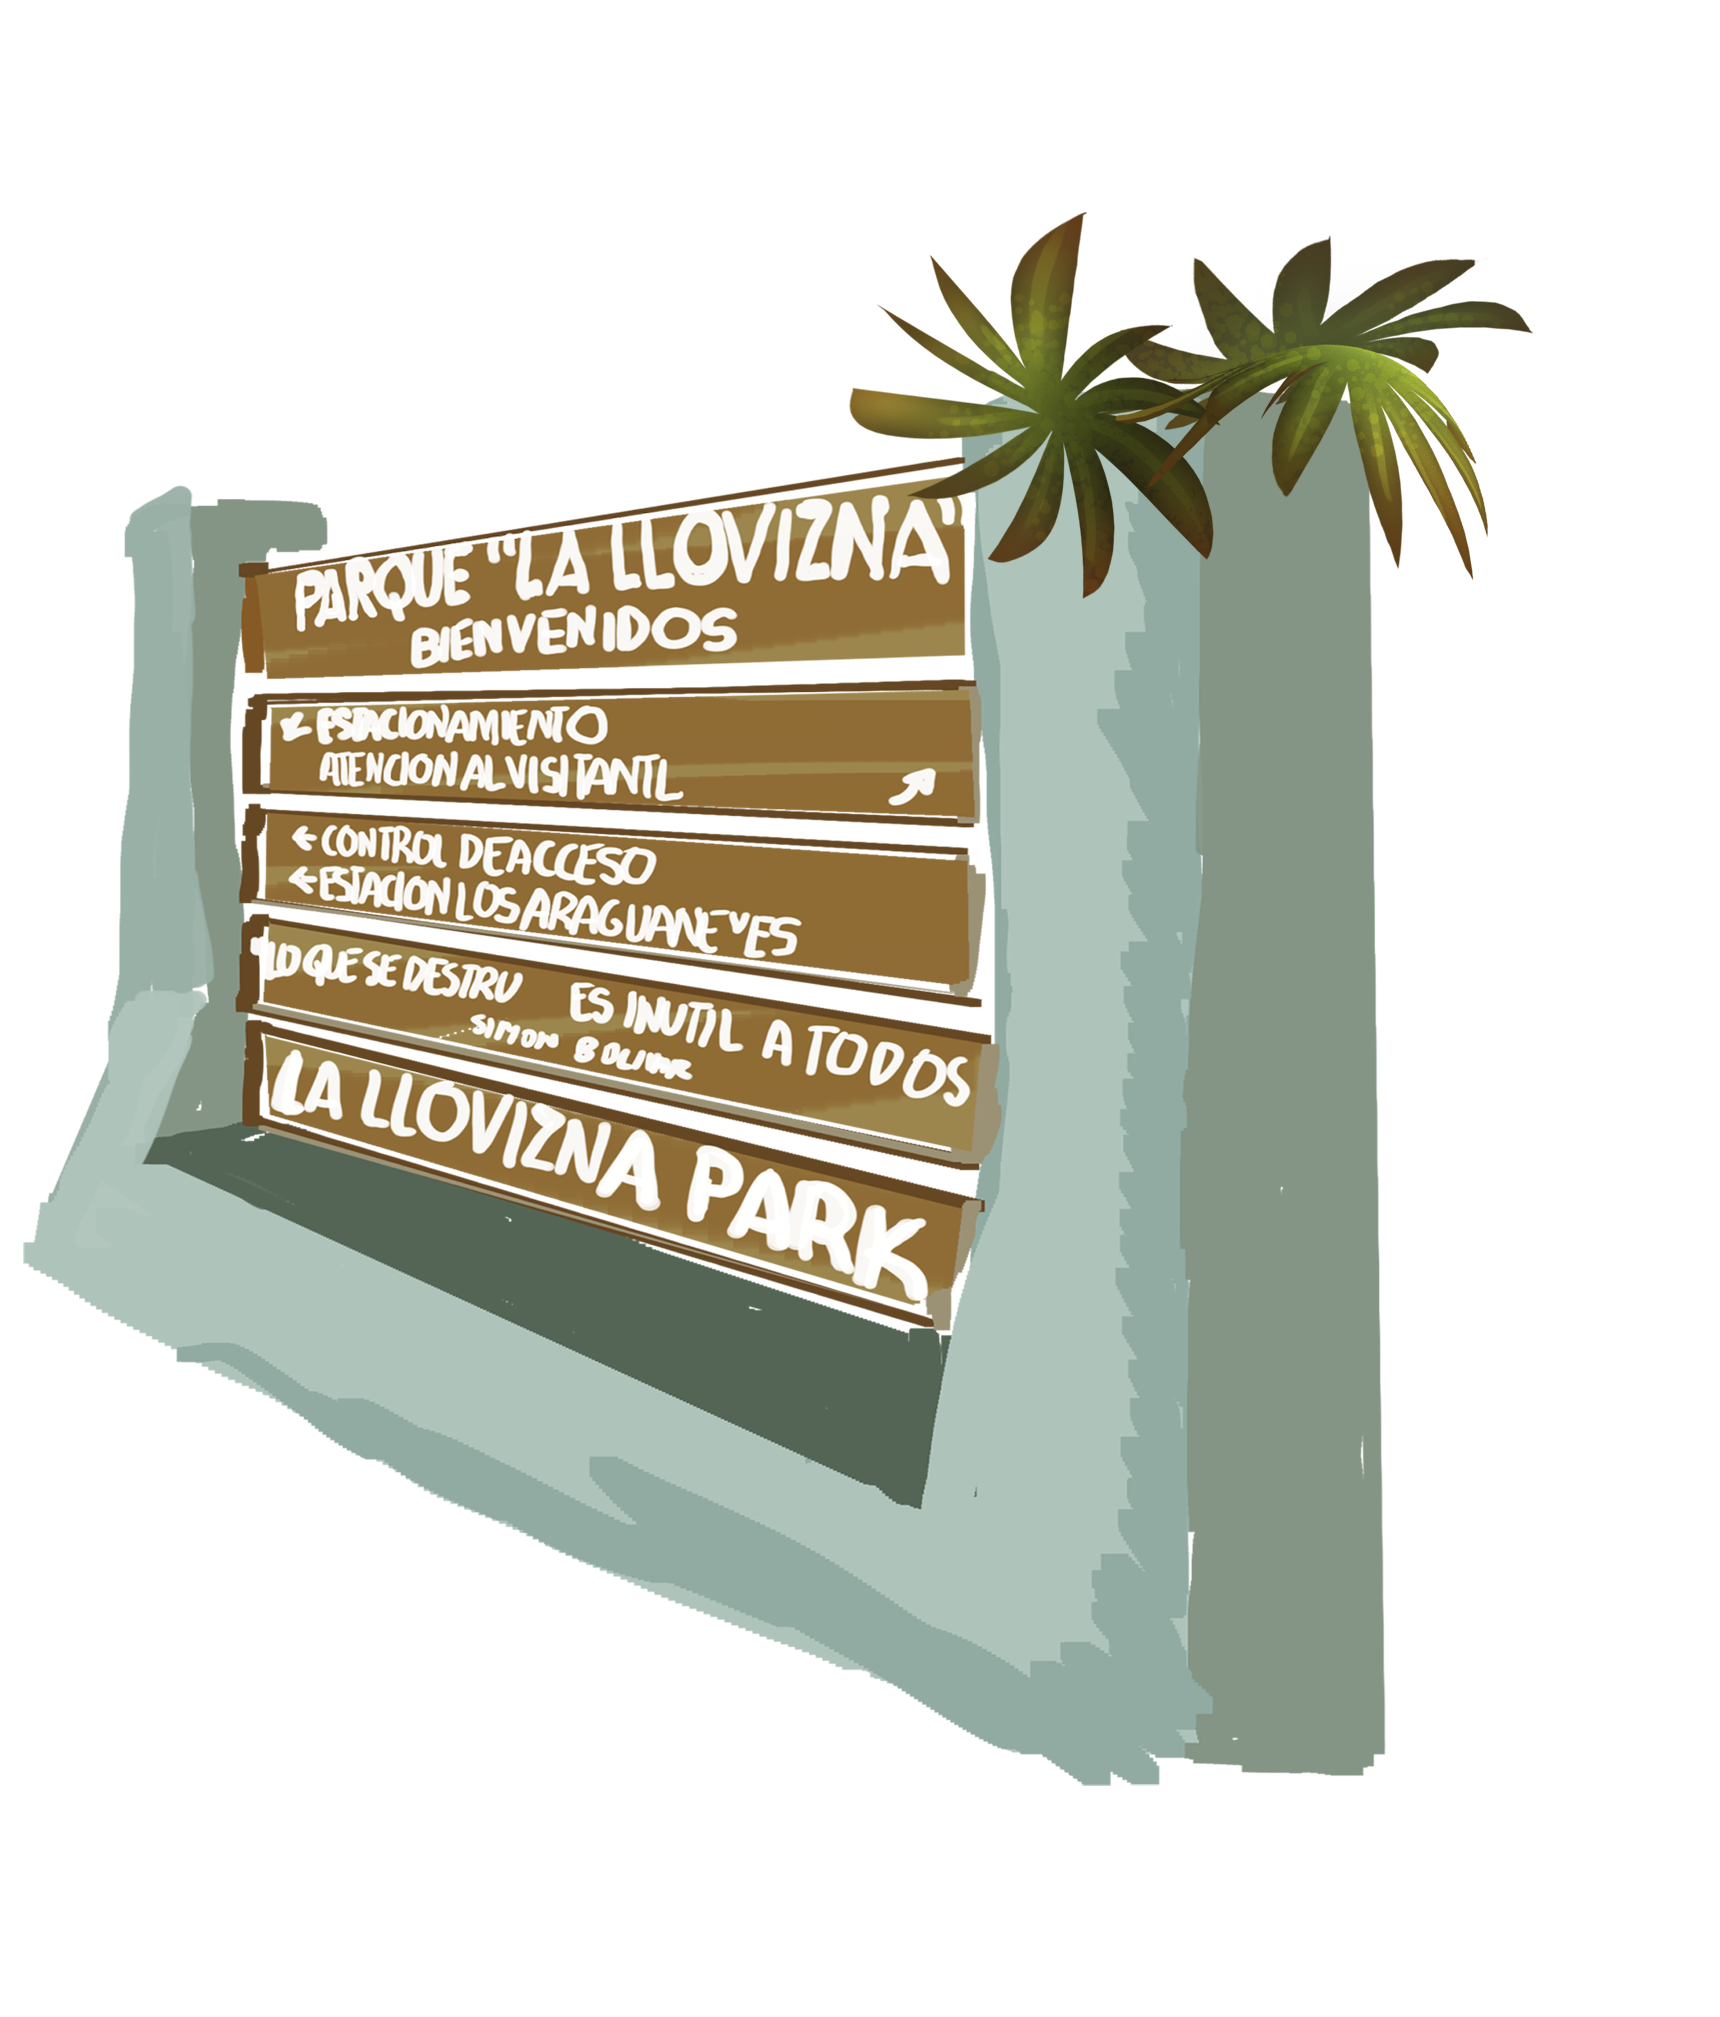 PARQUE "LA LLOVIZNA"
BIENVENIDOS
↙ ESTACIONAMIENTO
ATENCION AL VISITANTE
← CONTROL DE ACCESO
← ESTACION LOS ARAGUANEYES
"LO QUE SE DESTRU ES INUTIL A TODOS
SIMON BOLIVAR
LA LLOVIZNA PARK